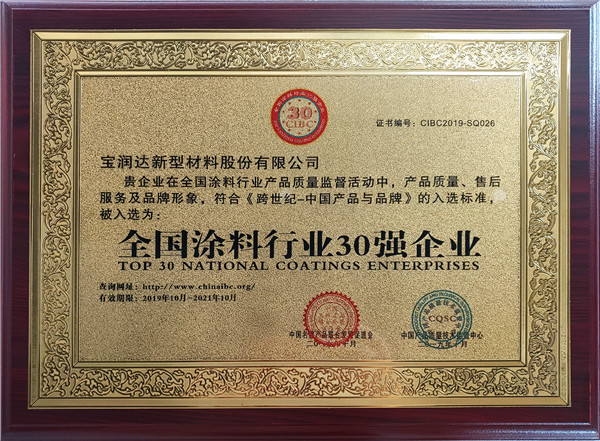 30
CIBC
证书编号：CIBC2019-SQ026
宝润达新型材料股份有限公司
贵企业在全国涂料行业产品质量监督活动中，产品质量、售后
服务及品牌形象，符合《跨世纪-中国产品与品牌》的入选标准，
被入选为：
全国涂料行业30强企业
TOP 30 NATIONAL COATINGS ENTERPRISES
查询网址：http://www.chinaibc.org/
有效期限：2019年10月-2021年10月
CQSC